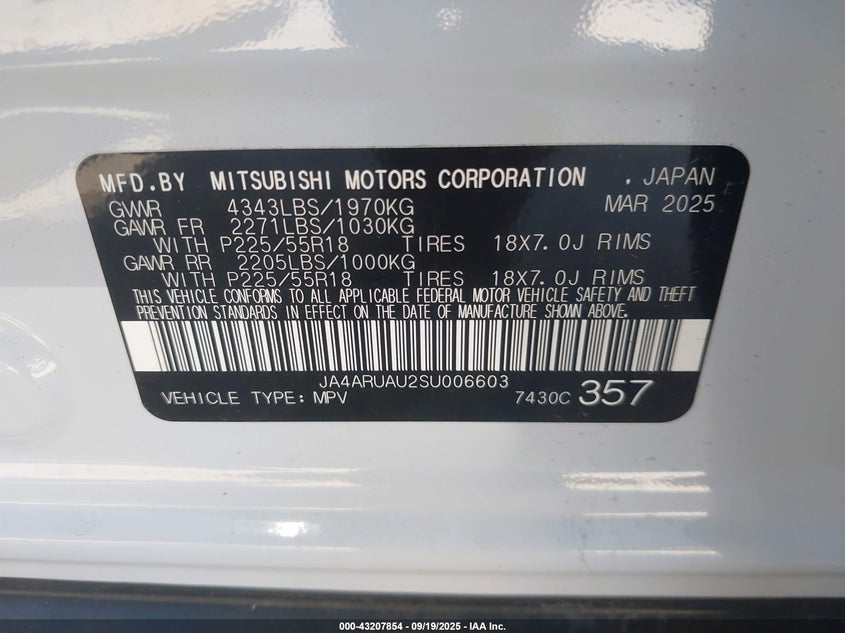 MFD.BY MITSUBISHI MOTORS CORPORATION . JAPAN
GVWR 4343LBS/1970KG MAR 2025
GAWR FR 2271LBS/1030KG
WITH P225/55R18 TIRES 18X7.0J RIMS
GAWR RR 2205LBS/1000KG
WITH P225/55R18 TIRES 18X7.0J RIMS
THIS VEHICLE CONFORMS TO ALL APPLICABLE FEDERAL MOTOR VEHICLE SAFETY AND THEFT
PREVENTION STANDARDS IN EFFECT ON THE DATE OF MANUFACTURE SHOWN ABOVE.
JA4ARUAU2SU006603
VEHICLE TYPE: MPV 7430C 357
000-43207854 - 09/19/2025 - IAA Inc.